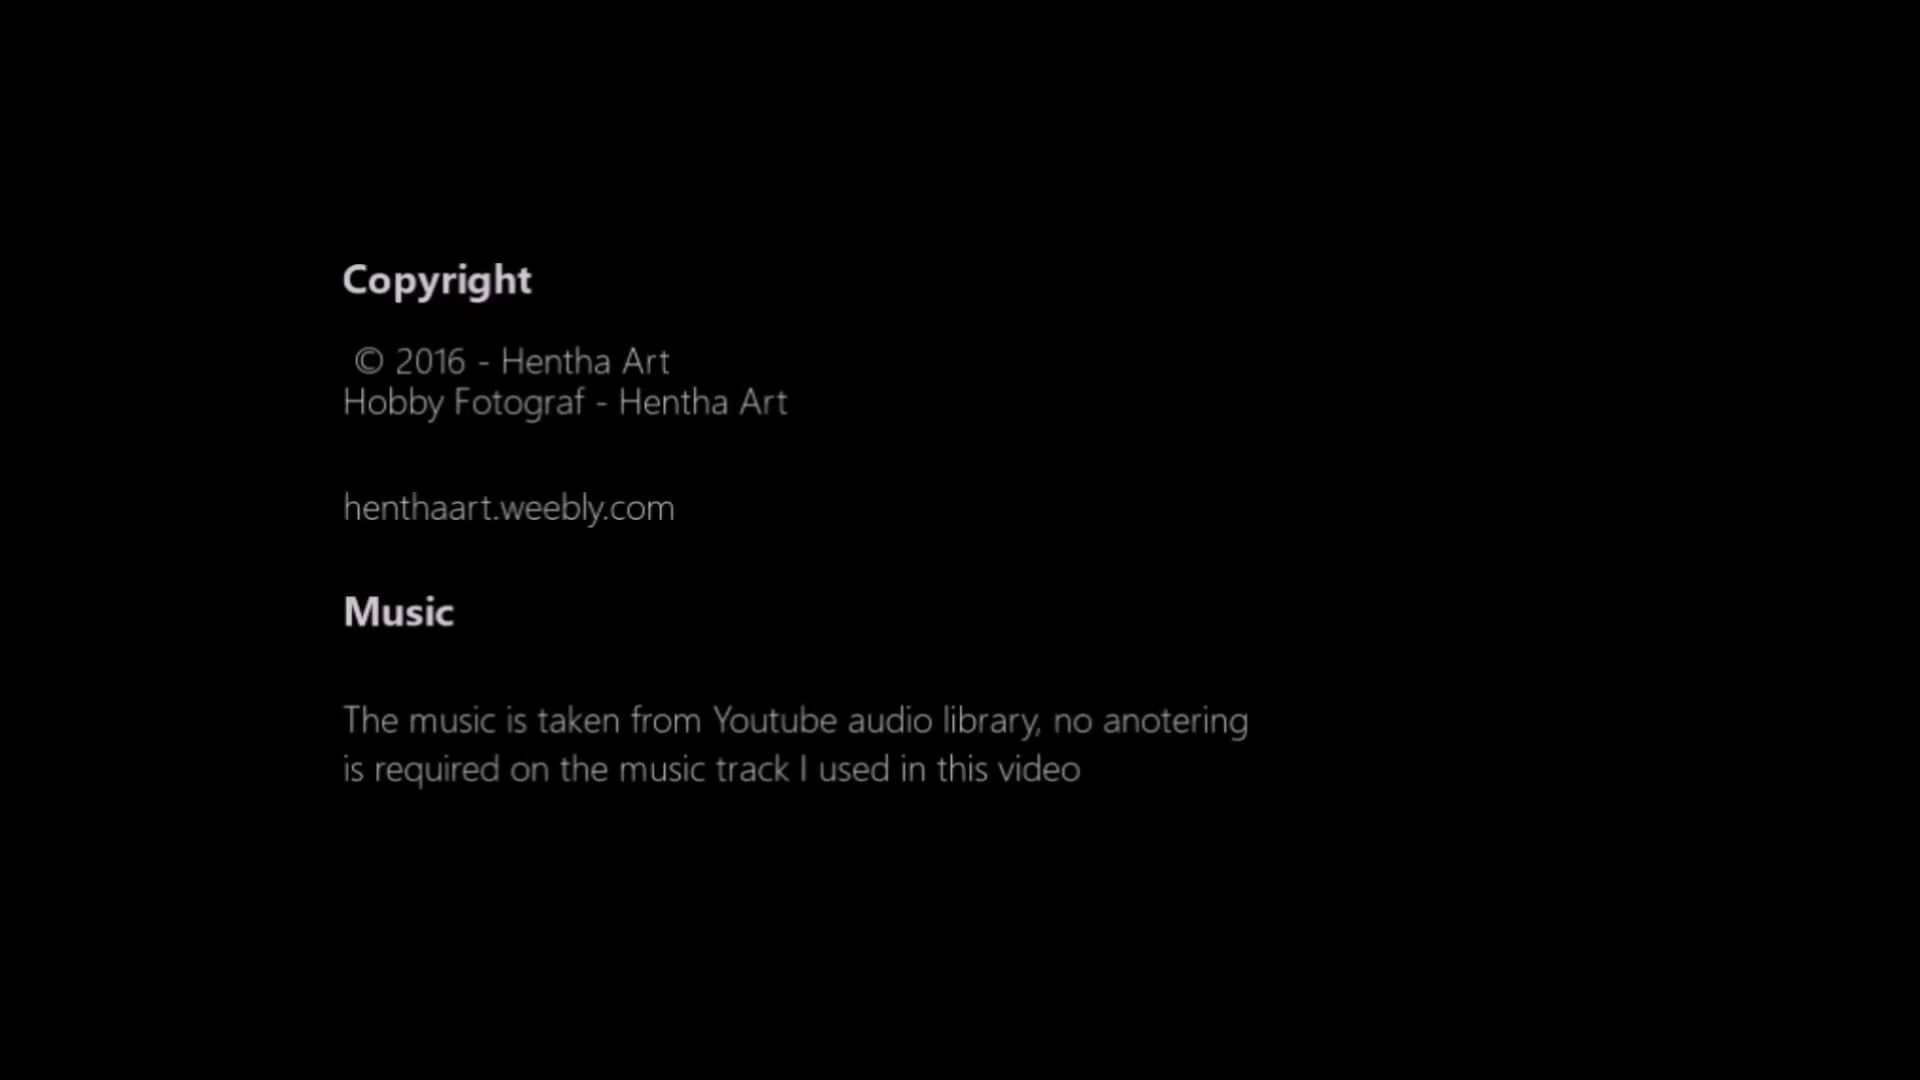 Copyright
© 2016 - Hentha Art
Hobby Fotograf - Hentha Art
henthaart.weebly.com
Music
The music is taken from Youtube audio library, no anotering
is required on the music track I used in this video